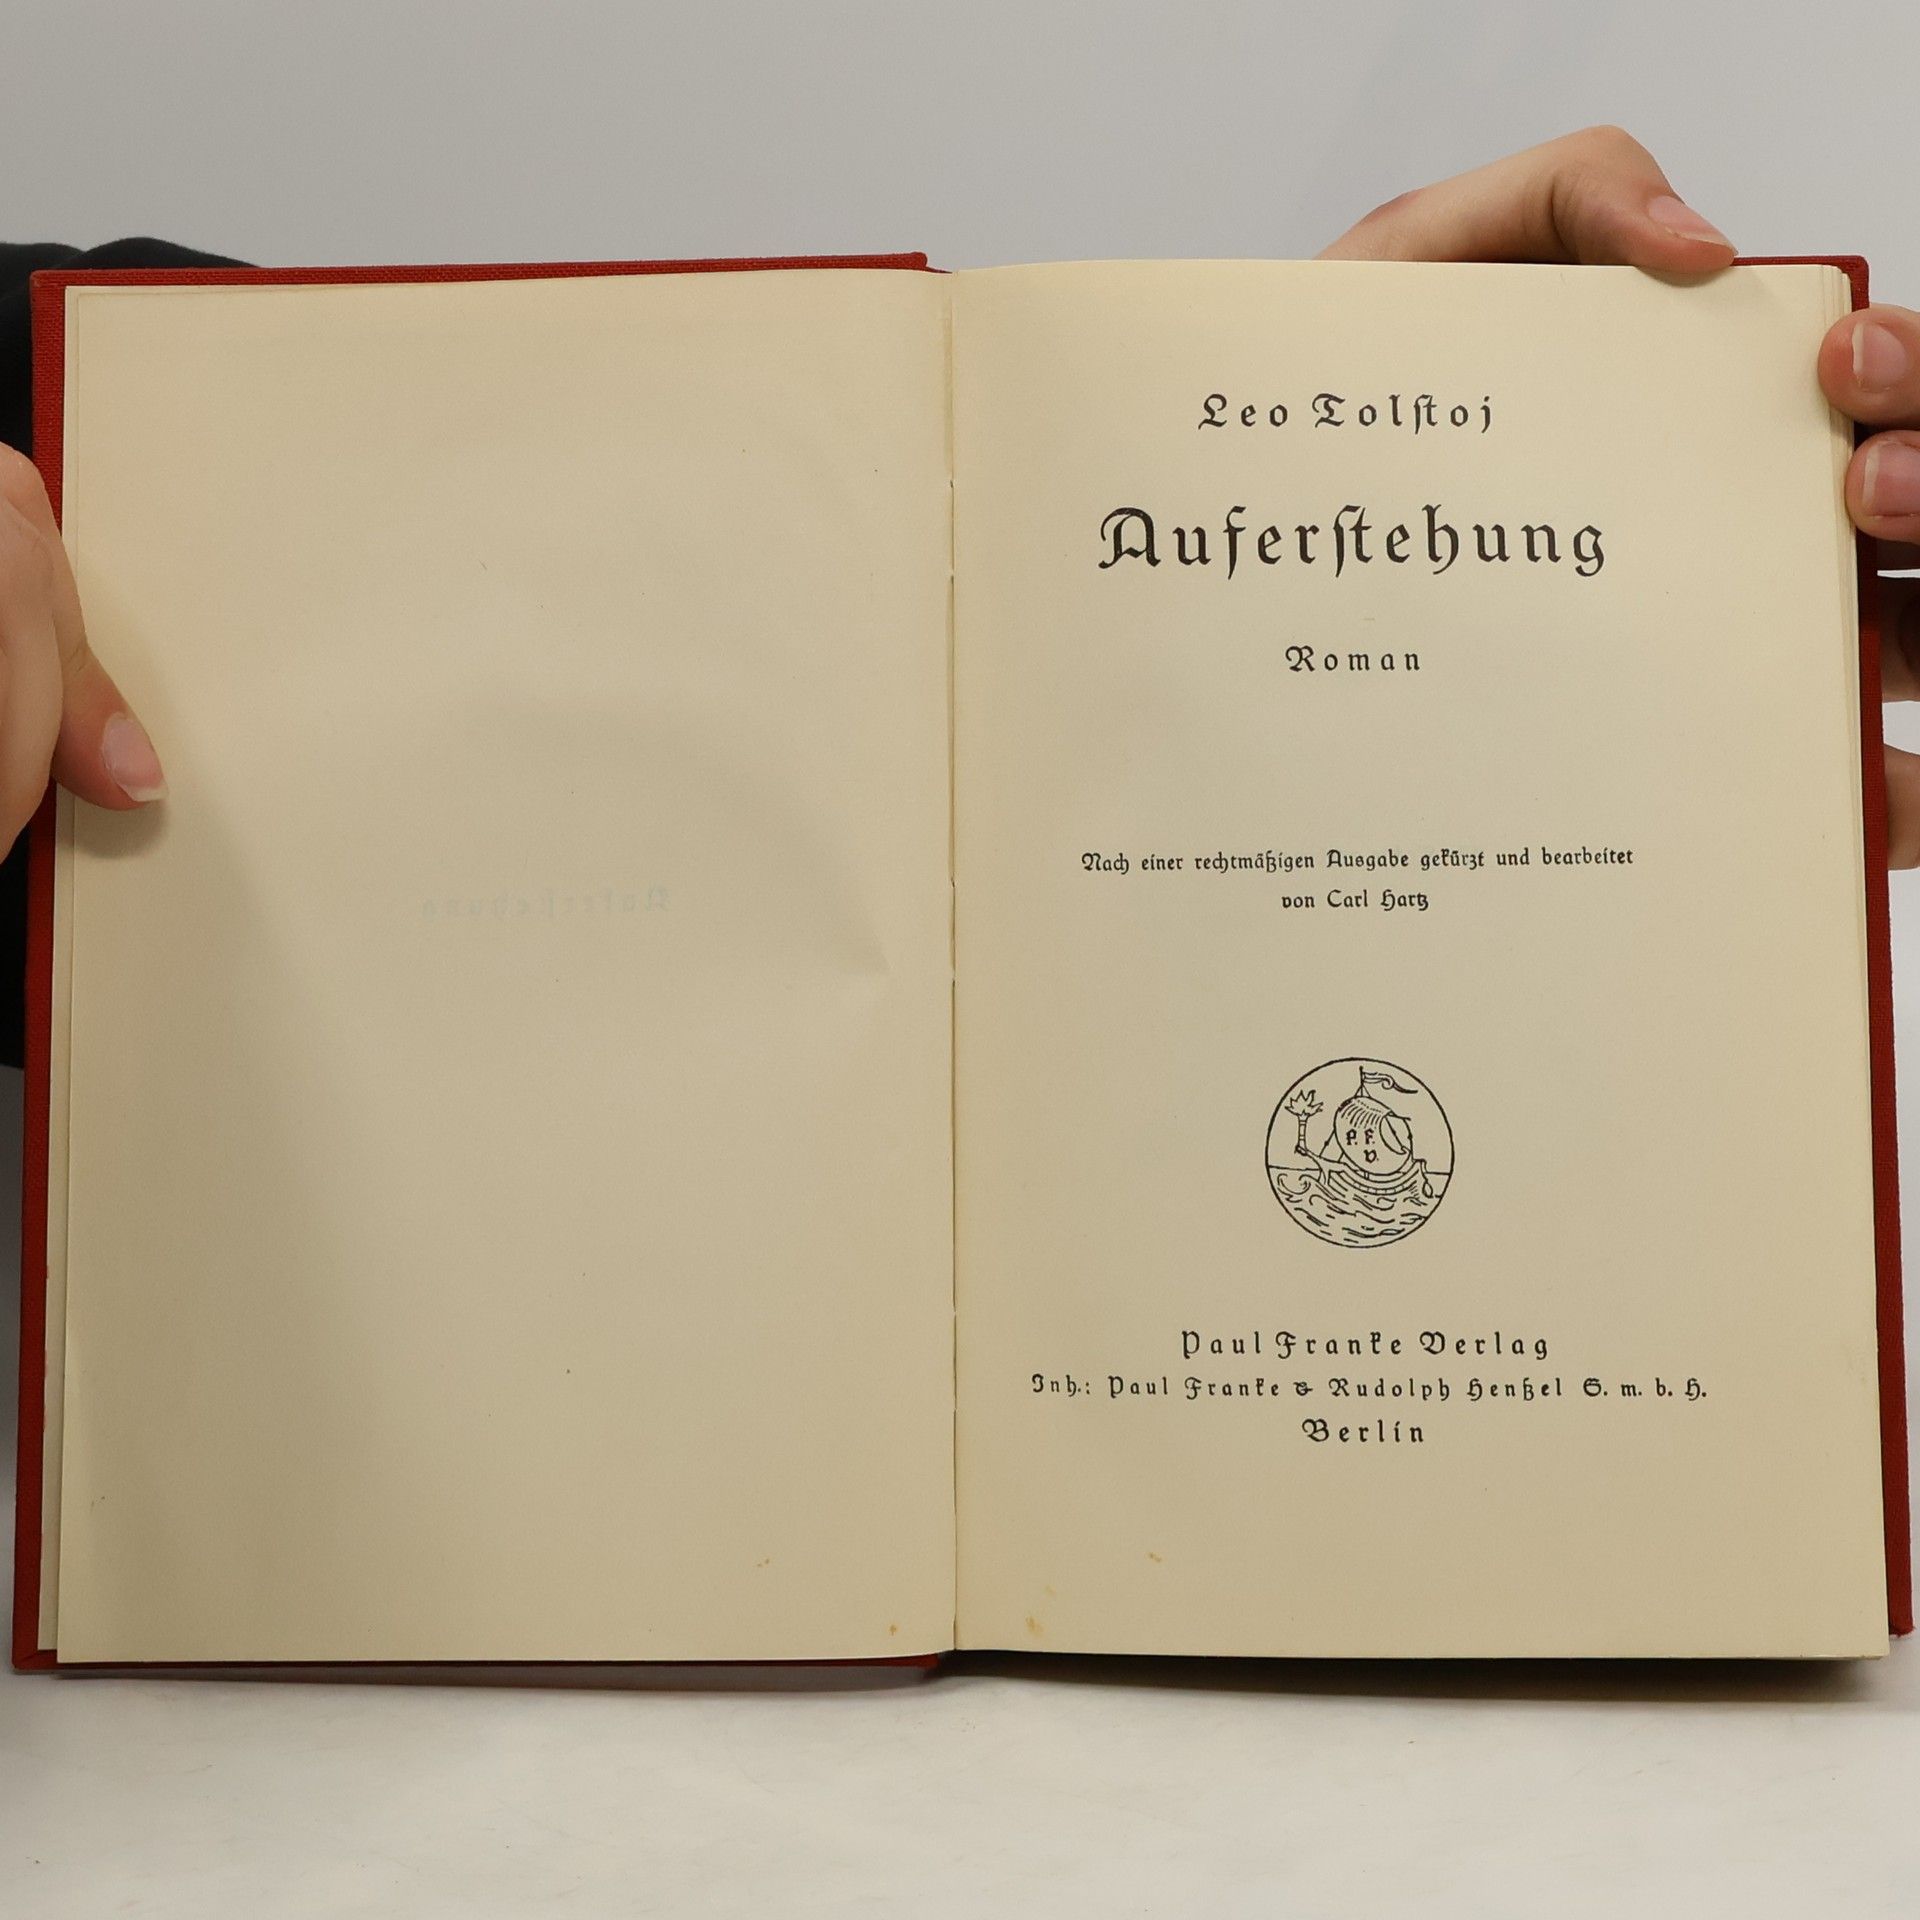 Leo Tolſtoj
Auferſtehung
Roman
Nach einer rechtmäßigen Ausgabe gekürzt und bearbeitet
von Carl Hartz
P. F.
V.
Paul Franke Verlag
Inh.: Paul Franke & Rudolph Henßel G. m. b. H.
Berlin